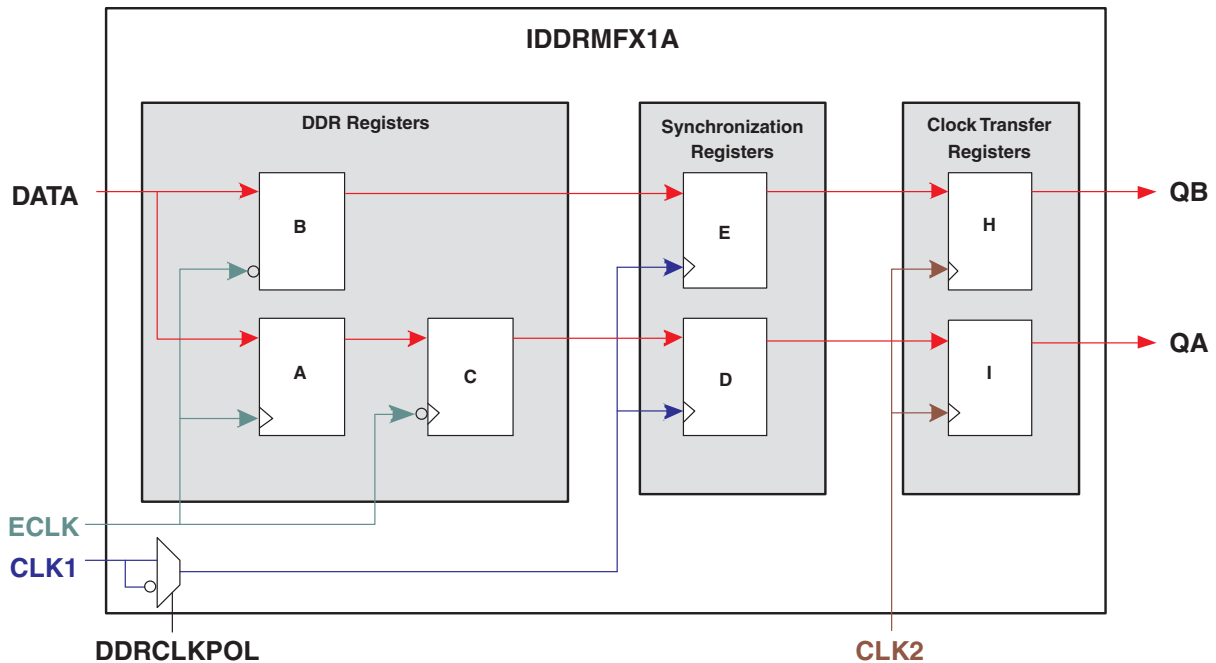 IDDRMFX1A
DDR Registers
Synchronization
Registers
Clock Transfer
Registers
DATA
B
E
H
QB
A
C
D
I
QA
ECLK
CLK1
DDRCLKPOL
CLK2